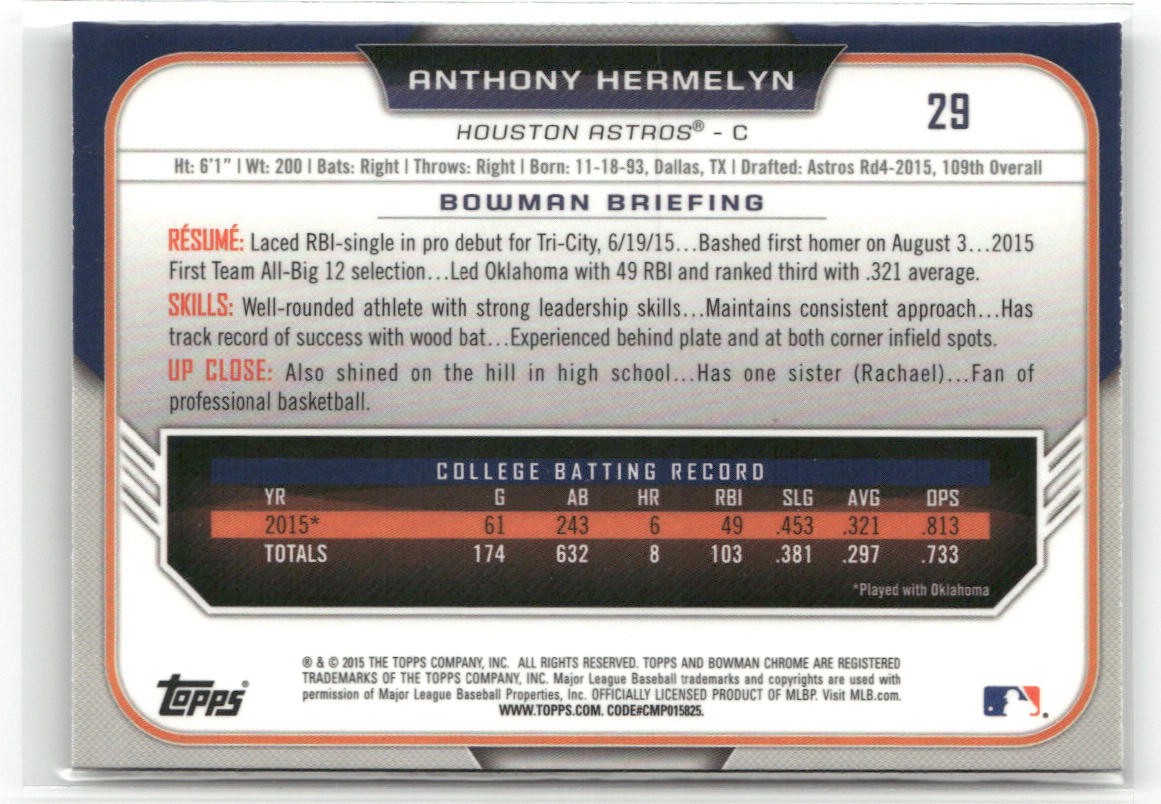 ANTHONY HERMELYN
29
HOUSTON ASTROS® - C
Ht: 6'1" | Wt: 200 | Bats: Right | Throws: Right | Born: 11-18-93, Dallas, TX | Drafted: Astros Rd4-2015, 109th Overall
BOWMAN BRIEFING
RÉSUMÉ: Laced RBI-single in pro debut for Tri-City, 6/19/15...Bashed first homer on August 3...2015
First Team All-Big 12 selection...Led Oklahoma with 49 RBI and ranked third with .321 average.
SKILLS: Well-rounded athlete with strong leadership skills...Maintains consistent approach...Has
track record of success with wood bat...Experienced behind plate and at both corner infield spots.
UP CLOSE: Also shined on the hill in high school...Has one sister (Rachael)...Fan of
professional basketball.
COLLEGE BATTING RECORD
YR G AB HR RBI SLG AVG OPS
2015* 61 243 6 49 .453 .321 .813
TOTALS 174 632 8 103 .381 .297 .733
*Played with Oklahoma
® & © 2015 THE TOPPS COMPANY, INC. ALL RIGHTS RESERVED. TOPPS AND BOWMAN CHROME ARE REGISTERED
TRADEMARKS OF THE TOPPS COMPANY, INC. Major League Baseball trademarks and copyrights are used with
permission of Major League Baseball Properties, Inc. OFFICIALLY LICENSED PRODUCT OF MLBP. Visit MLB.com.
WWW.TOPPS.COM. CODE#CMP015825.
Topps®